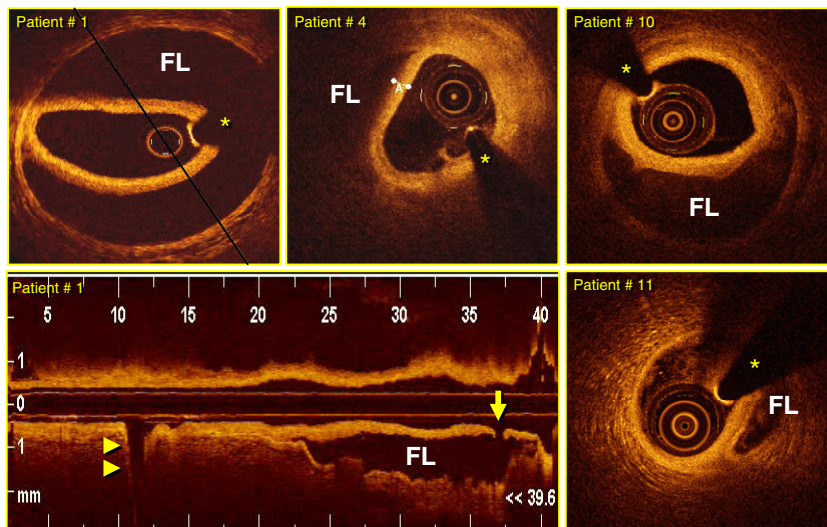 Patient # 1
FL
*
Patient # 4
FL
A
*
Patient # 10
*
FL
Patient # 1
5 10 15 20 25 30 35 40
1
0
1
mm
FL
<< 39.6
Patient # 11
*
FL